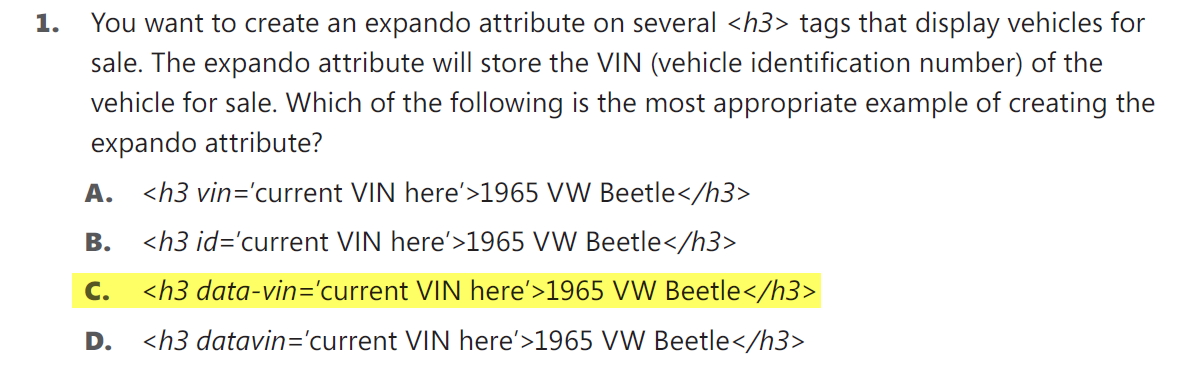 1. You want to create an expando attribute on several <h3> tags that display vehicles for
sale. The expando attribute will store the VIN (vehicle identification number) of the
vehicle for sale. Which of the following is the most appropriate example of creating the
expando attribute?
A. <h3 vin='current VIN here'>1965 VW Beetle</h3>
B. <h3 id='current VIN here'>1965 VW Beetle</h3>
C. <h3 data-vin='current VIN here'>1965 VW Beetle</h3>
D. <h3 datavin='current VIN here'>1965 VW Beetle</h3>